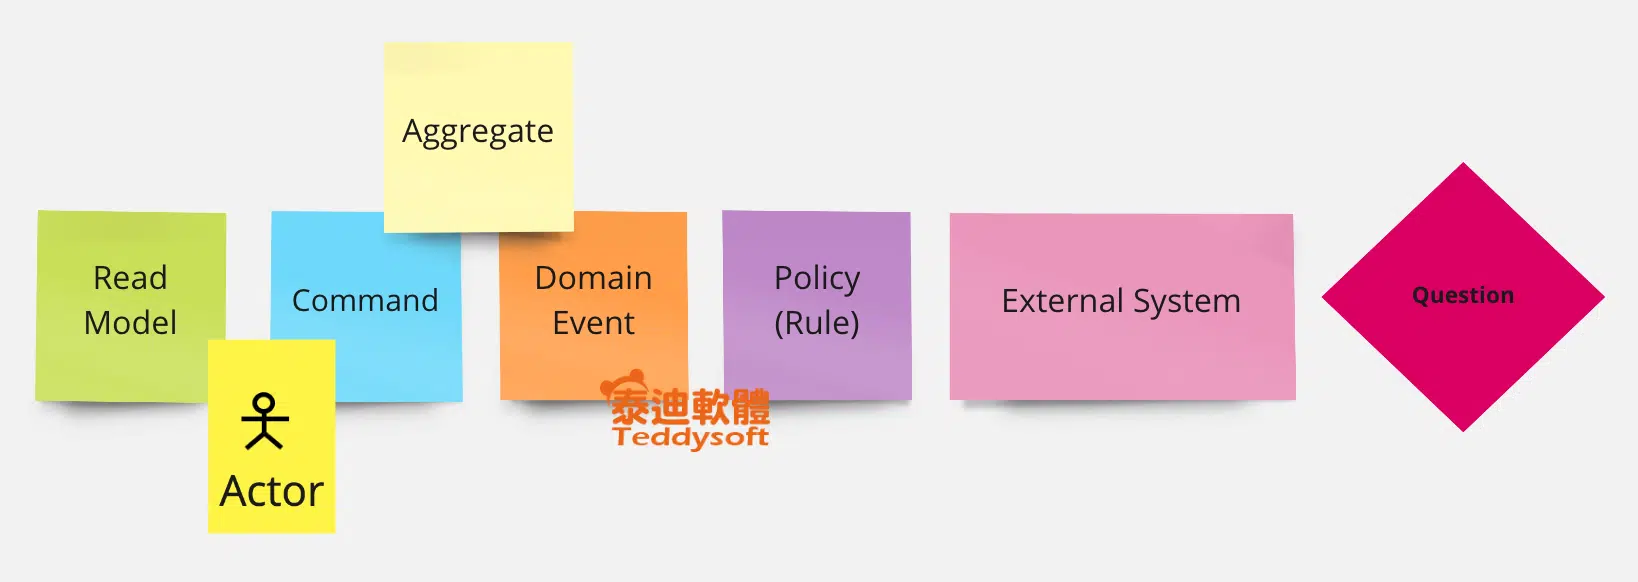 Aggregate
Read
Model
Command
Domain
Event
Policy
(Rule)
External System
Question
Actor
泰迪軟體
Teddysoft